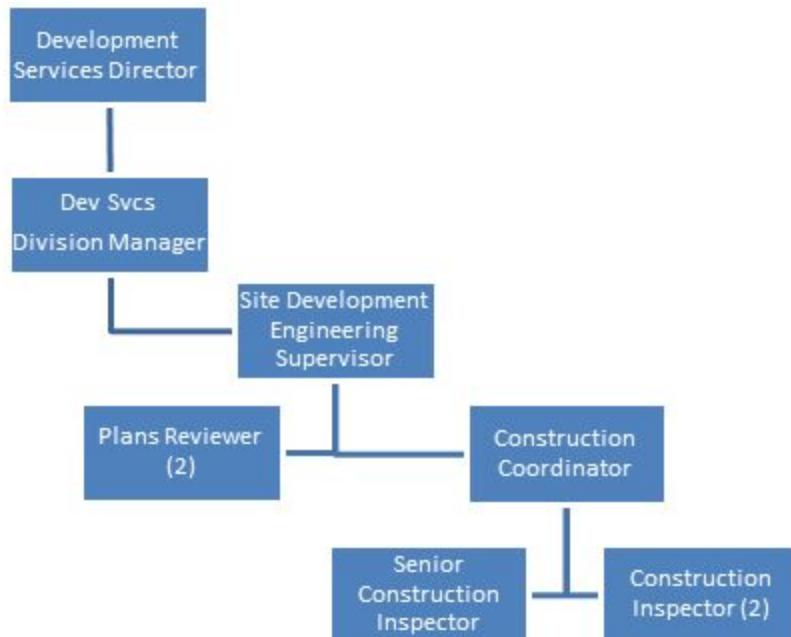 Development
Services Director
Dev Svcs
Division Manager
Site Development
Engineering
Supervisor
Plans Reviewer
(2)
Construction
Coordinator
Senior
Construction
Inspector
Construction
Inspector (2)